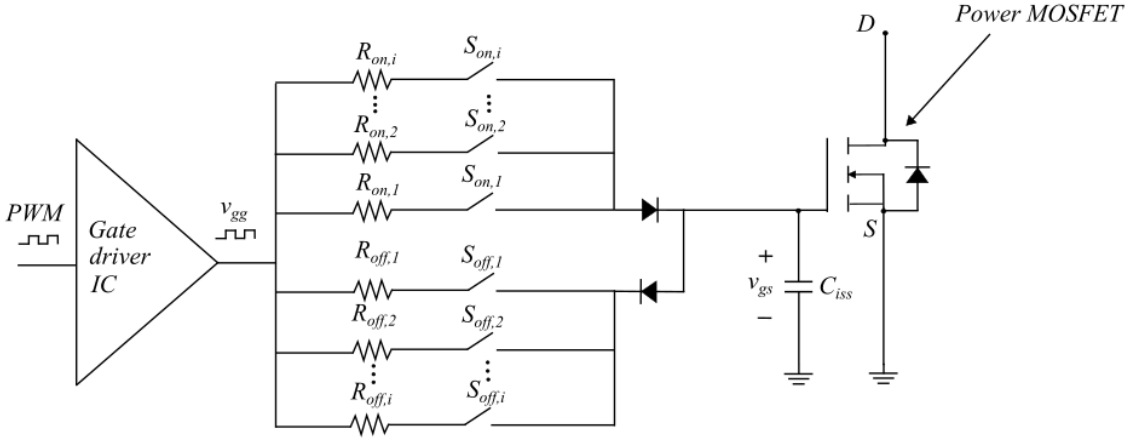 Power MOSFET
D
R_on,i S_on,i
R_on,2 S_on,2
R_on,1 S_on,1
PWM
v_gg
Gate
driver
IC
S
R_off,1 S_off,1
+
v_gs C_iss
−
R_off,2 S_off,2
R_off,i S_off,i